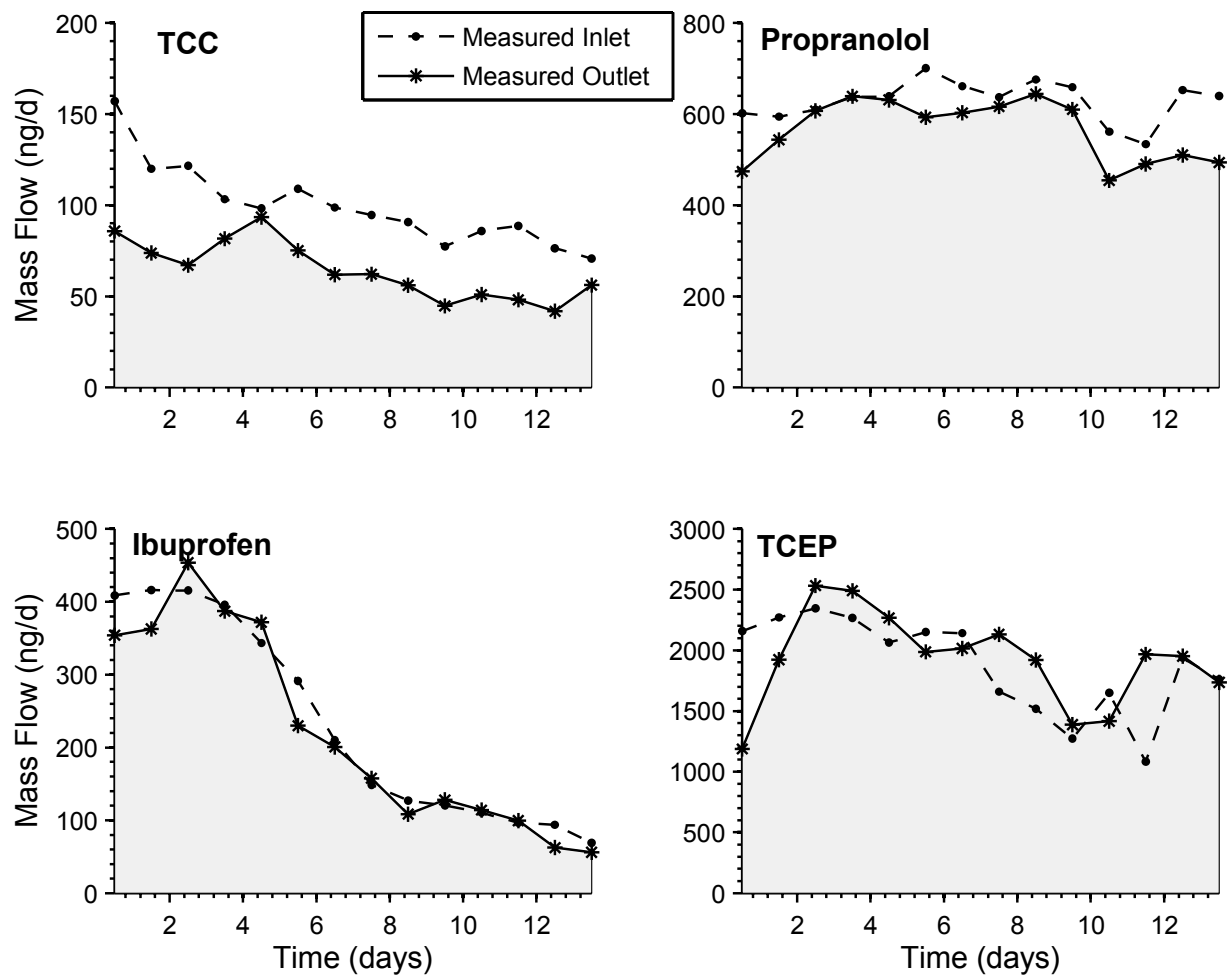 TCC
Measured Inlet
Measured Outlet
Mass Flow (ng/d)
200
150
100
50
0
2 4 6 8 10 12
Propranolol
800
600
400
200
0
2 4 6 8 10 12
Ibuprofen
Mass Flow (ng/d)
500
400
300
200
100
0
2 4 6 8 10 12
Time (days)
TCEP
3000
2500
2000
1500
1000
500
0
2 4 6 8 10 12
Time (days)